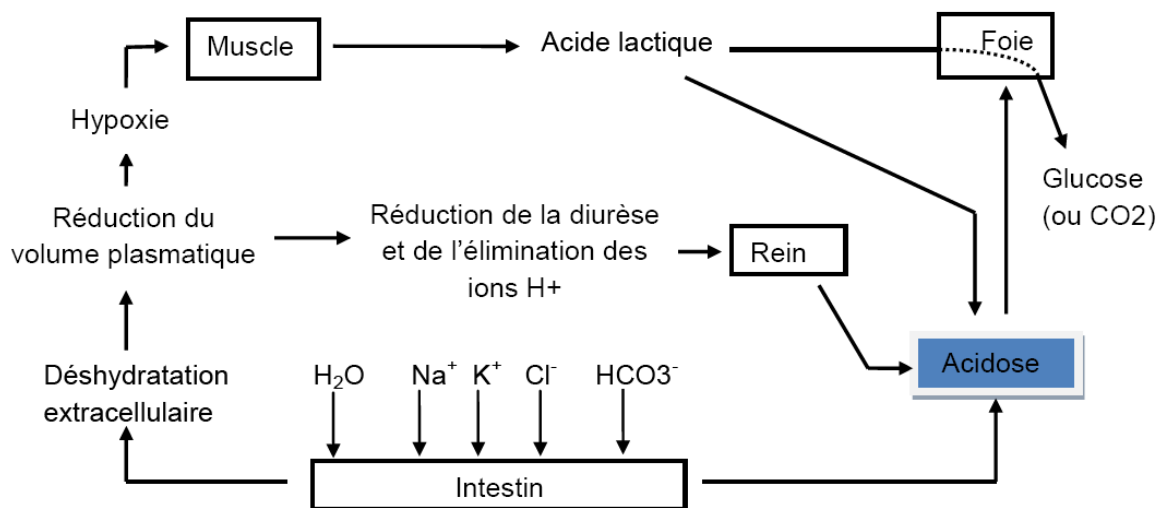 Muscle
Acide lactique
Foie
Hypoxie
Glucose
(ou CO2)
Réduction du
volume plasmatique
Réduction de la diurèse
et de l'élimination des
ions H+
Rein
Déshydratation
extracellulaire
H₂O Na⁺ K⁺ Cl⁻ HCO3⁻
Acidose
Intestin